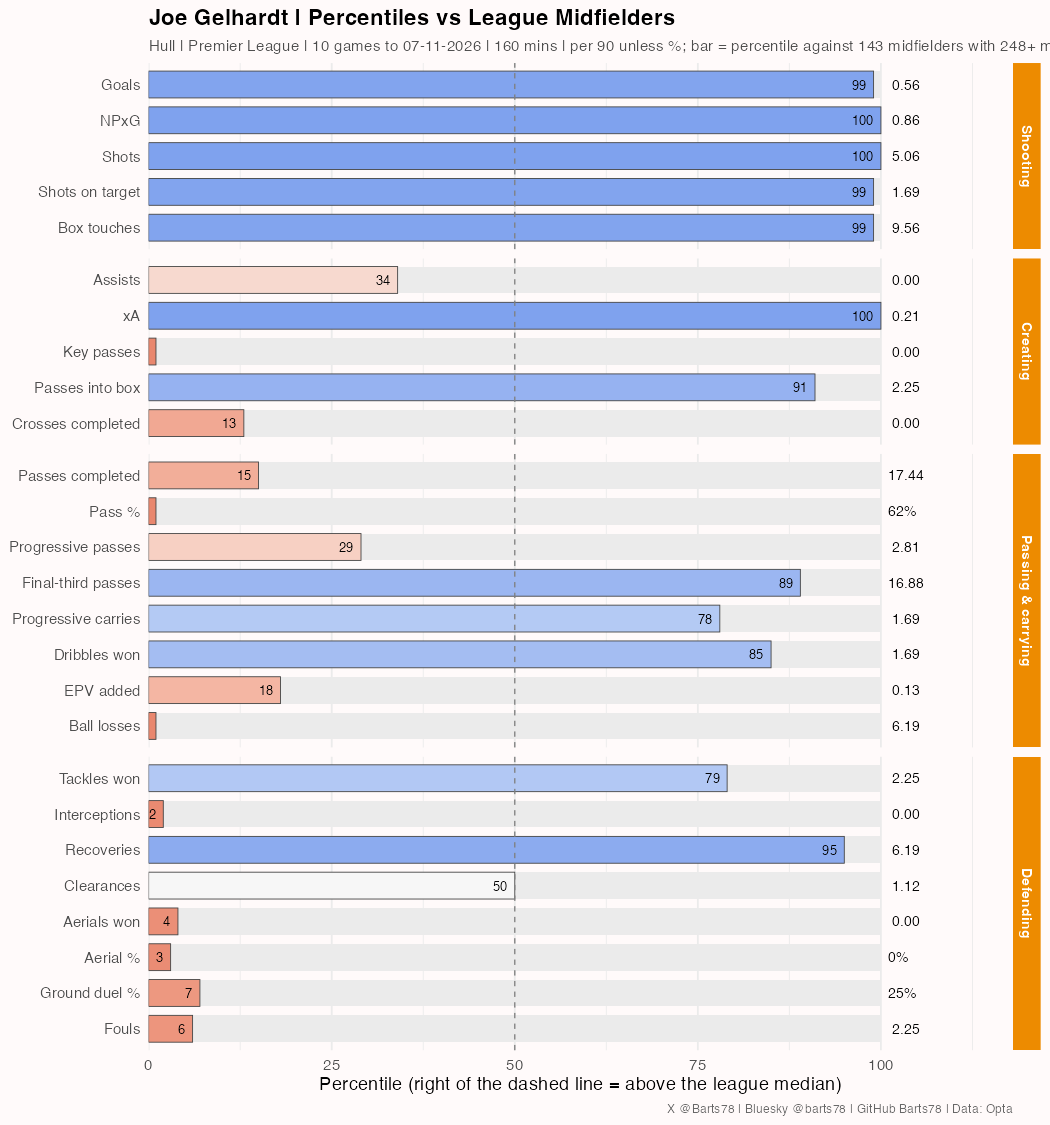 Joe Gelhardt | Percentiles vs League Midfielders
Hull | Premier League | 10 games to 07-11-2026 | 160 mins | per 90 unless %; bar = percentile against 143 midfielders with 248+ m
Goals 99 0.56
NPxG 100 0.86
Shots 100 5.06
Shots on target 99 1.69
Box touches 99 9.56
Shooting
Assists 34 0.00
xA 100 0.21
Key passes 0.00
Passes into box 91 2.25
Crosses completed 13 0.00
Creating
Passes completed 15 17.44
Pass % 62%
Progressive passes 29 2.81
Final-third passes 89 16.88
Progressive carries 78 1.69
Dribbles won 85 1.69
EPV added 18 0.13
Ball losses 6.19
Passing & carrying
Tackles won 79 2.25
Interceptions 2 0.00
Recoveries 95 6.19
Clearances 50 1.12
Aerials won 4 0.00
Aerial % 3 0%
Ground duel % 7 25%
Fouls 6 2.25
Defending
0 25 50 75 100
Percentile (right of the dashed line = above the league median)
X @Barts78 | Bluesky @barts78 | GitHub Barts78 | Data: Opta